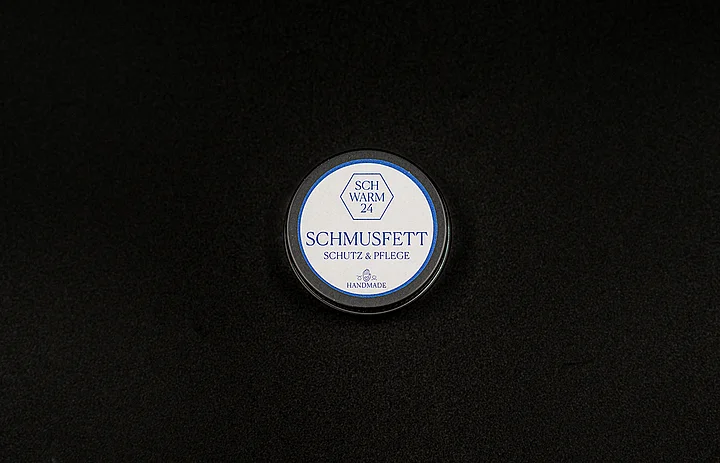 SCH
WARM
24
SCHMUSFETT
SCHUTZ & PFLEGE
HANDMADE